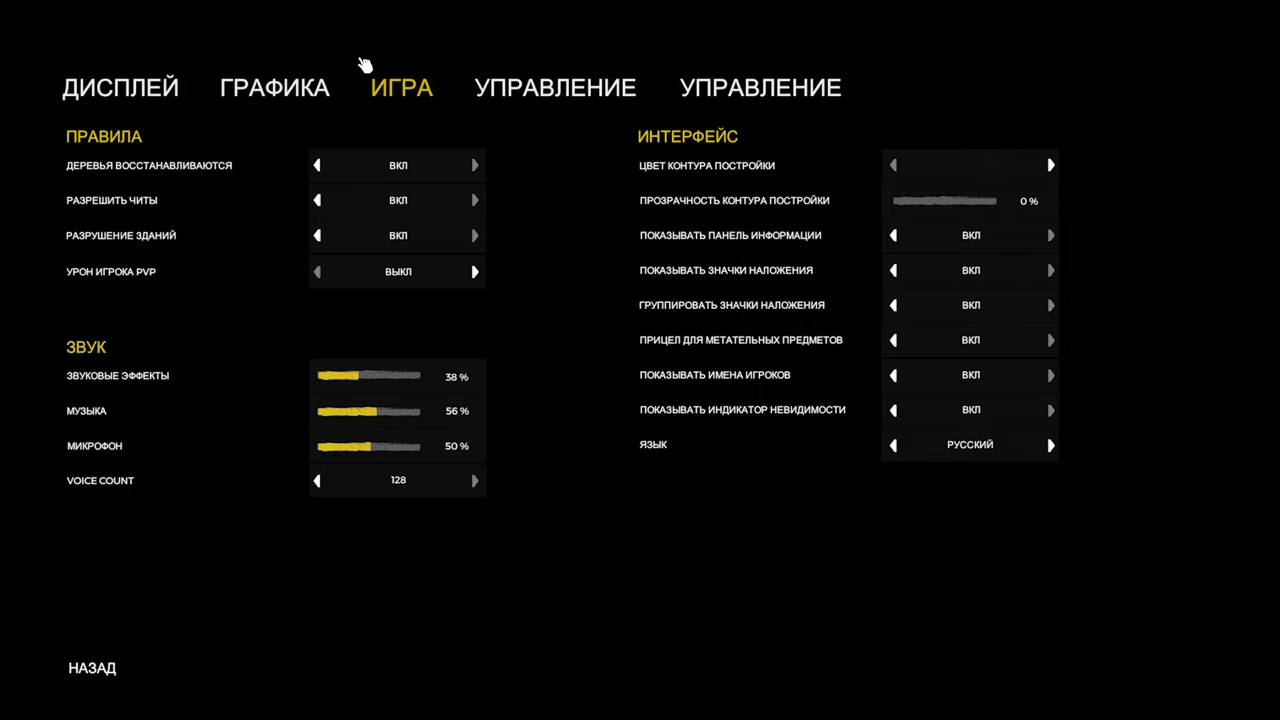 ДИСПЛЕЙ ГРАФИКА ИГРА УПРАВЛЕНИЕ УПРАВЛЕНИЕ
ПРАВИЛА
ДЕРЕВЬЯ ВОССТАНАВЛИВАЮТСЯ ВКЛ
РАЗРЕШИТЬ ЧИТЫ ВКЛ
РАЗРУШЕНИЕ ЗДАНИЙ ВКЛ
УРОН ИГРОКА PVP ВЫКЛ
ЗВУК
ЗВУКОВЫЕ ЭФФЕКТЫ 38 %
МУЗЫКА 56 %
МИКРОФОН 50 %
VOICE COUNT 128
ИНТЕРФЕЙС
ЦВЕТ КОНТУРА ПОСТРОЙКИ
ПРОЗРАЧНОСТЬ КОНТУРА ПОСТРОЙКИ 0 %
ПОКАЗЫВАТЬ ПАНЕЛЬ ИНФОРМАЦИИ ВКЛ
ПОКАЗЫВАТЬ ЗНАЧКИ НАЛОЖЕНИЯ ВКЛ
ГРУППИРОВАТЬ ЗНАЧКИ НАЛОЖЕНИЯ ВКЛ
ПРИЦЕЛ ДЛЯ МЕТАТЕЛЬНЫХ ПРЕДМЕТОВ ВКЛ
ПОКАЗЫВАТЬ ИМЕНА ИГРОКОВ ВКЛ
ПОКАЗЫВАТЬ ИНДИКАТОР НЕВИДИМОСТИ ВКЛ
ЯЗЫК РУССКИЙ
НАЗАД